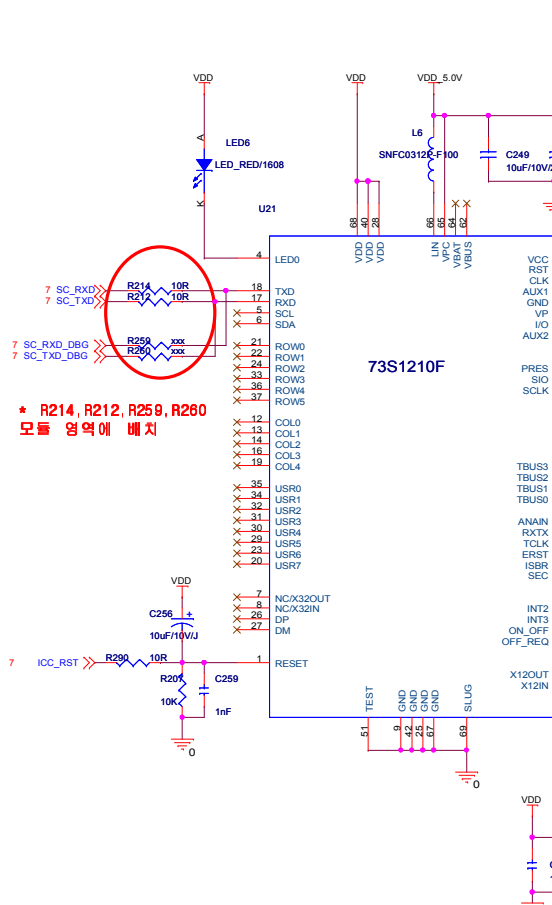 VDD VDD VDD_5.0V
A LED6 L6
LED_RED/1608 SNFC0312P-F100 C249
10uF/10V/
K U21
68 40 28 66 65 64 62
VDD VDD VDD LIN VPC VBAT VBUS
4 LED0 VCC
RST
CLK
7 SC_RXD R214 10R 18 TXD AUX1
7 SC_TXD R212 10R 17 RXD GND
5 SCL VP
6 SDA I/O
AUX2
7 SC_RXD_DBG R259 xxx 21 ROW0
7 SC_TXD_DBG R260 xxx 22 ROW1
24 ROW2 73S1210F PRES
33 ROW3 SIO
36 ROW4 SCLK
37 ROW5
* R214, R212, R259, R260
모듈 영역에 배치
12 COL0
13 COL1
14 COL2
16 COL3
19 COL4 TBUS3
TBUS2
35 USR0 TBUS1
34 USR1 TBUS0
32 USR2
31 USR3 ANAIN
30 USR4 RXTX
29 USR5 TCLK
23 USR6 ERST
20 USR7 ISBR
SEC
VDD
7 NC/X32OUT
8 NC/X32IN INT2
C256 + 26 DP INT3
10uF/10V/J 27 DM ON_OFF
OFF_REQ
7 ICC_RST R290 10R 1 RESET
R207 C259 X12OUT
X12IN
10K 1nF
TEST GND GND GND GND SLUG
51 9 42 25 67 69
0
0
VDD